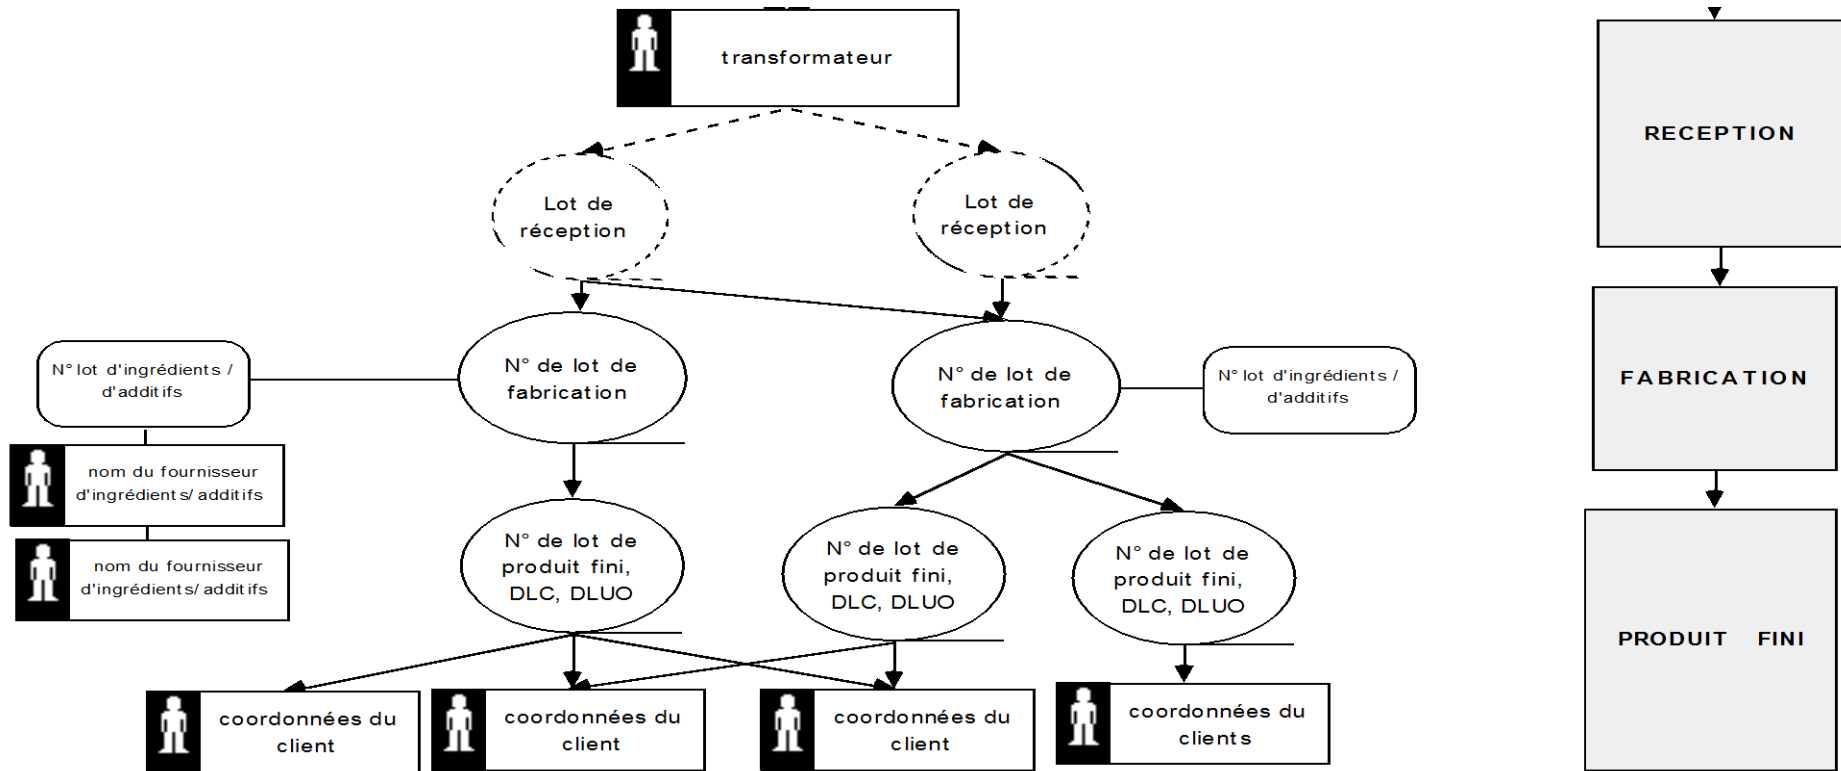 transformateur
RECEPTION
Lot de
réception
Lot de
réception
N° de lot de
fabrication
N° de lot de
fabrication
N° lot d'ingrédients /
d'additifs
N° lot d'ingrédients /
d'additifs
FABRICATION
nom du fournisseur
d'ingrédients/ additifs
nom du fournisseur
d'ingrédients/ additifs
N° de lot de
produit fini,
DLC, DLUO
N° de lot de
produit fini,
DLC, DLUO
N° de lot de
produit fini,
DLC, DLUO
PRODUIT FINI
coordonnées du
client
coordonnées du
client
coordonnées du
client
coordonnées du
clients